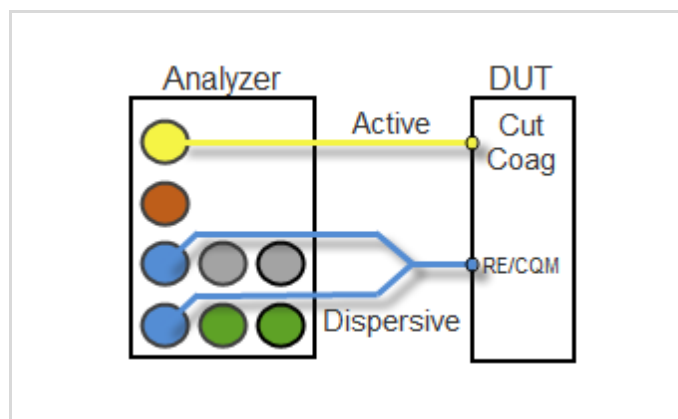 Analyzer
DUT
Active
Cut
Coag
RE/CQM
Dispersive